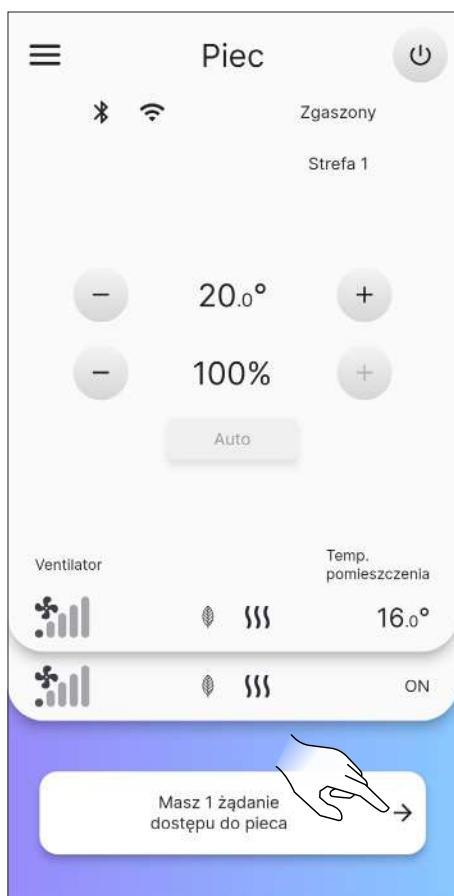 Piec
Zgaszony
Strefa 1
20.0°
100%
Auto
Ventilator
Temp.
pomieszczenia
16.0°
ON
Masz 1 żądanie
dostępu do pieca